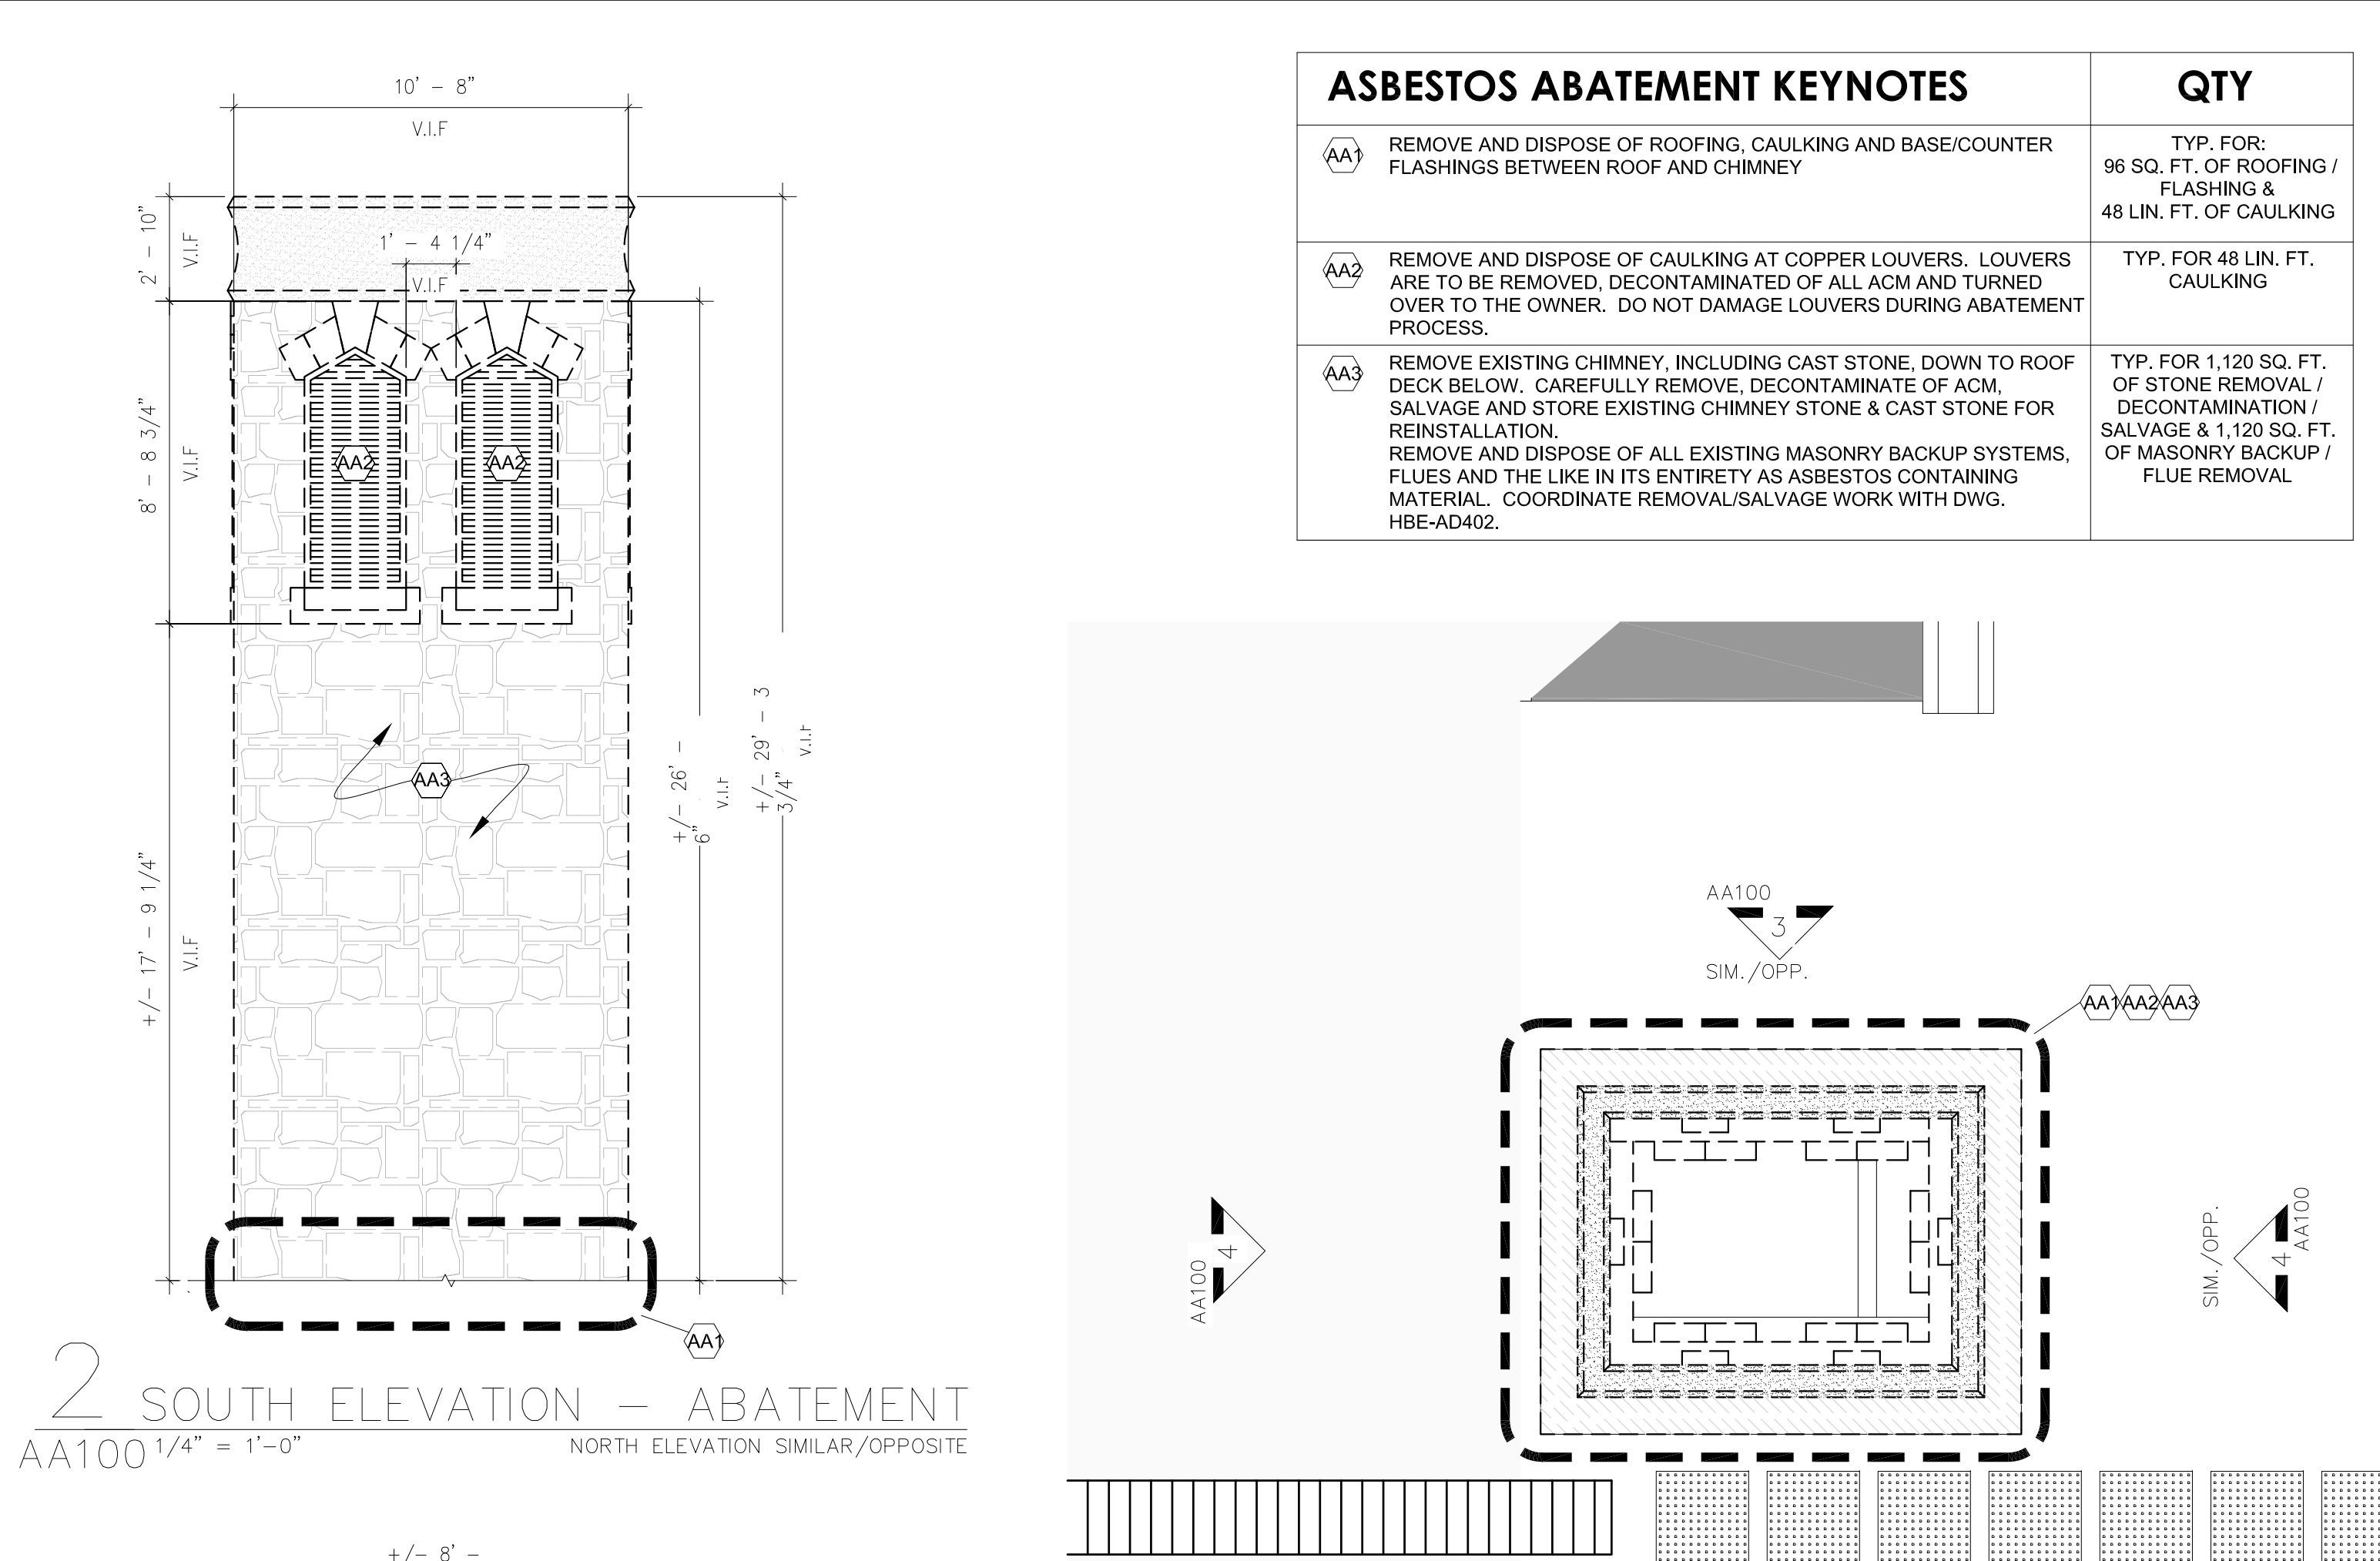 10' - 8"
V.I.F
2' - 10"
V.I.F
1' - 4 1/4"
V.I.F
8' - 8 3/4"
V.I.F
AA2
AA2
AA3
+/- 17' - 9 1/4"
V.I.F
+/- 26' -
6"
V.I.F
+/- 29' - 3
3/4"
V.I.F
AA1
2
SOUTH ELEVATION - ABATEMENT
AA100
1/4" = 1'-0"
NORTH ELEVATION SIMILAR/OPPOSITE
+/- 8' -
ASBESTOS ABATEMENT KEYNOTES
QTY
AA1
REMOVE AND DISPOSE OF ROOFING, CAULKING AND BASE/COUNTER
FLASHINGS BETWEEN ROOF AND CHIMNEY
TYP. FOR:
96 SQ. FT. OF ROOFING /
FLASHING &
48 LIN. FT. OF CAULKING
AA2
REMOVE AND DISPOSE OF CAULKING AT COPPER LOUVERS. LOUVERS
ARE TO BE REMOVED, DECONTAMINATED OF ALL ACM AND TURNED
OVER TO THE OWNER. DO NOT DAMAGE LOUVERS DURING ABATEMENT
PROCESS.
TYP. FOR 48 LIN. FT.
CAULKING
AA3
REMOVE EXISTING CHIMNEY, INCLUDING CAST STONE, DOWN TO ROOF
DECK BELOW. CAREFULLY REMOVE, DECONTAMINATE OF ACM,
SALVAGE AND STORE EXISTING CHIMNEY STONE & CAST STONE FOR
REINSTALLATION.
REMOVE AND DISPOSE OF ALL EXISTING MASONRY BACKUP SYSTEMS,
FLUES AND THE LIKE IN ITS ENTIRETY AS ASBESTOS CONTAINING
MATERIAL. COORDINATE REMOVAL/SALVAGE WORK WITH DWG.
HBE-AD402.
TYP. FOR 1,120 SQ. FT.
OF STONE REMOVAL /
DECONTAMINATION /
SALVAGE & 1,120 SQ. FT.
OF MASONRY BACKUP /
FLUE REMOVAL
AA100
3
SIM./OPP.
AA1 AA2 AA3
AA100
4
SIM./OPP.
4
AA100